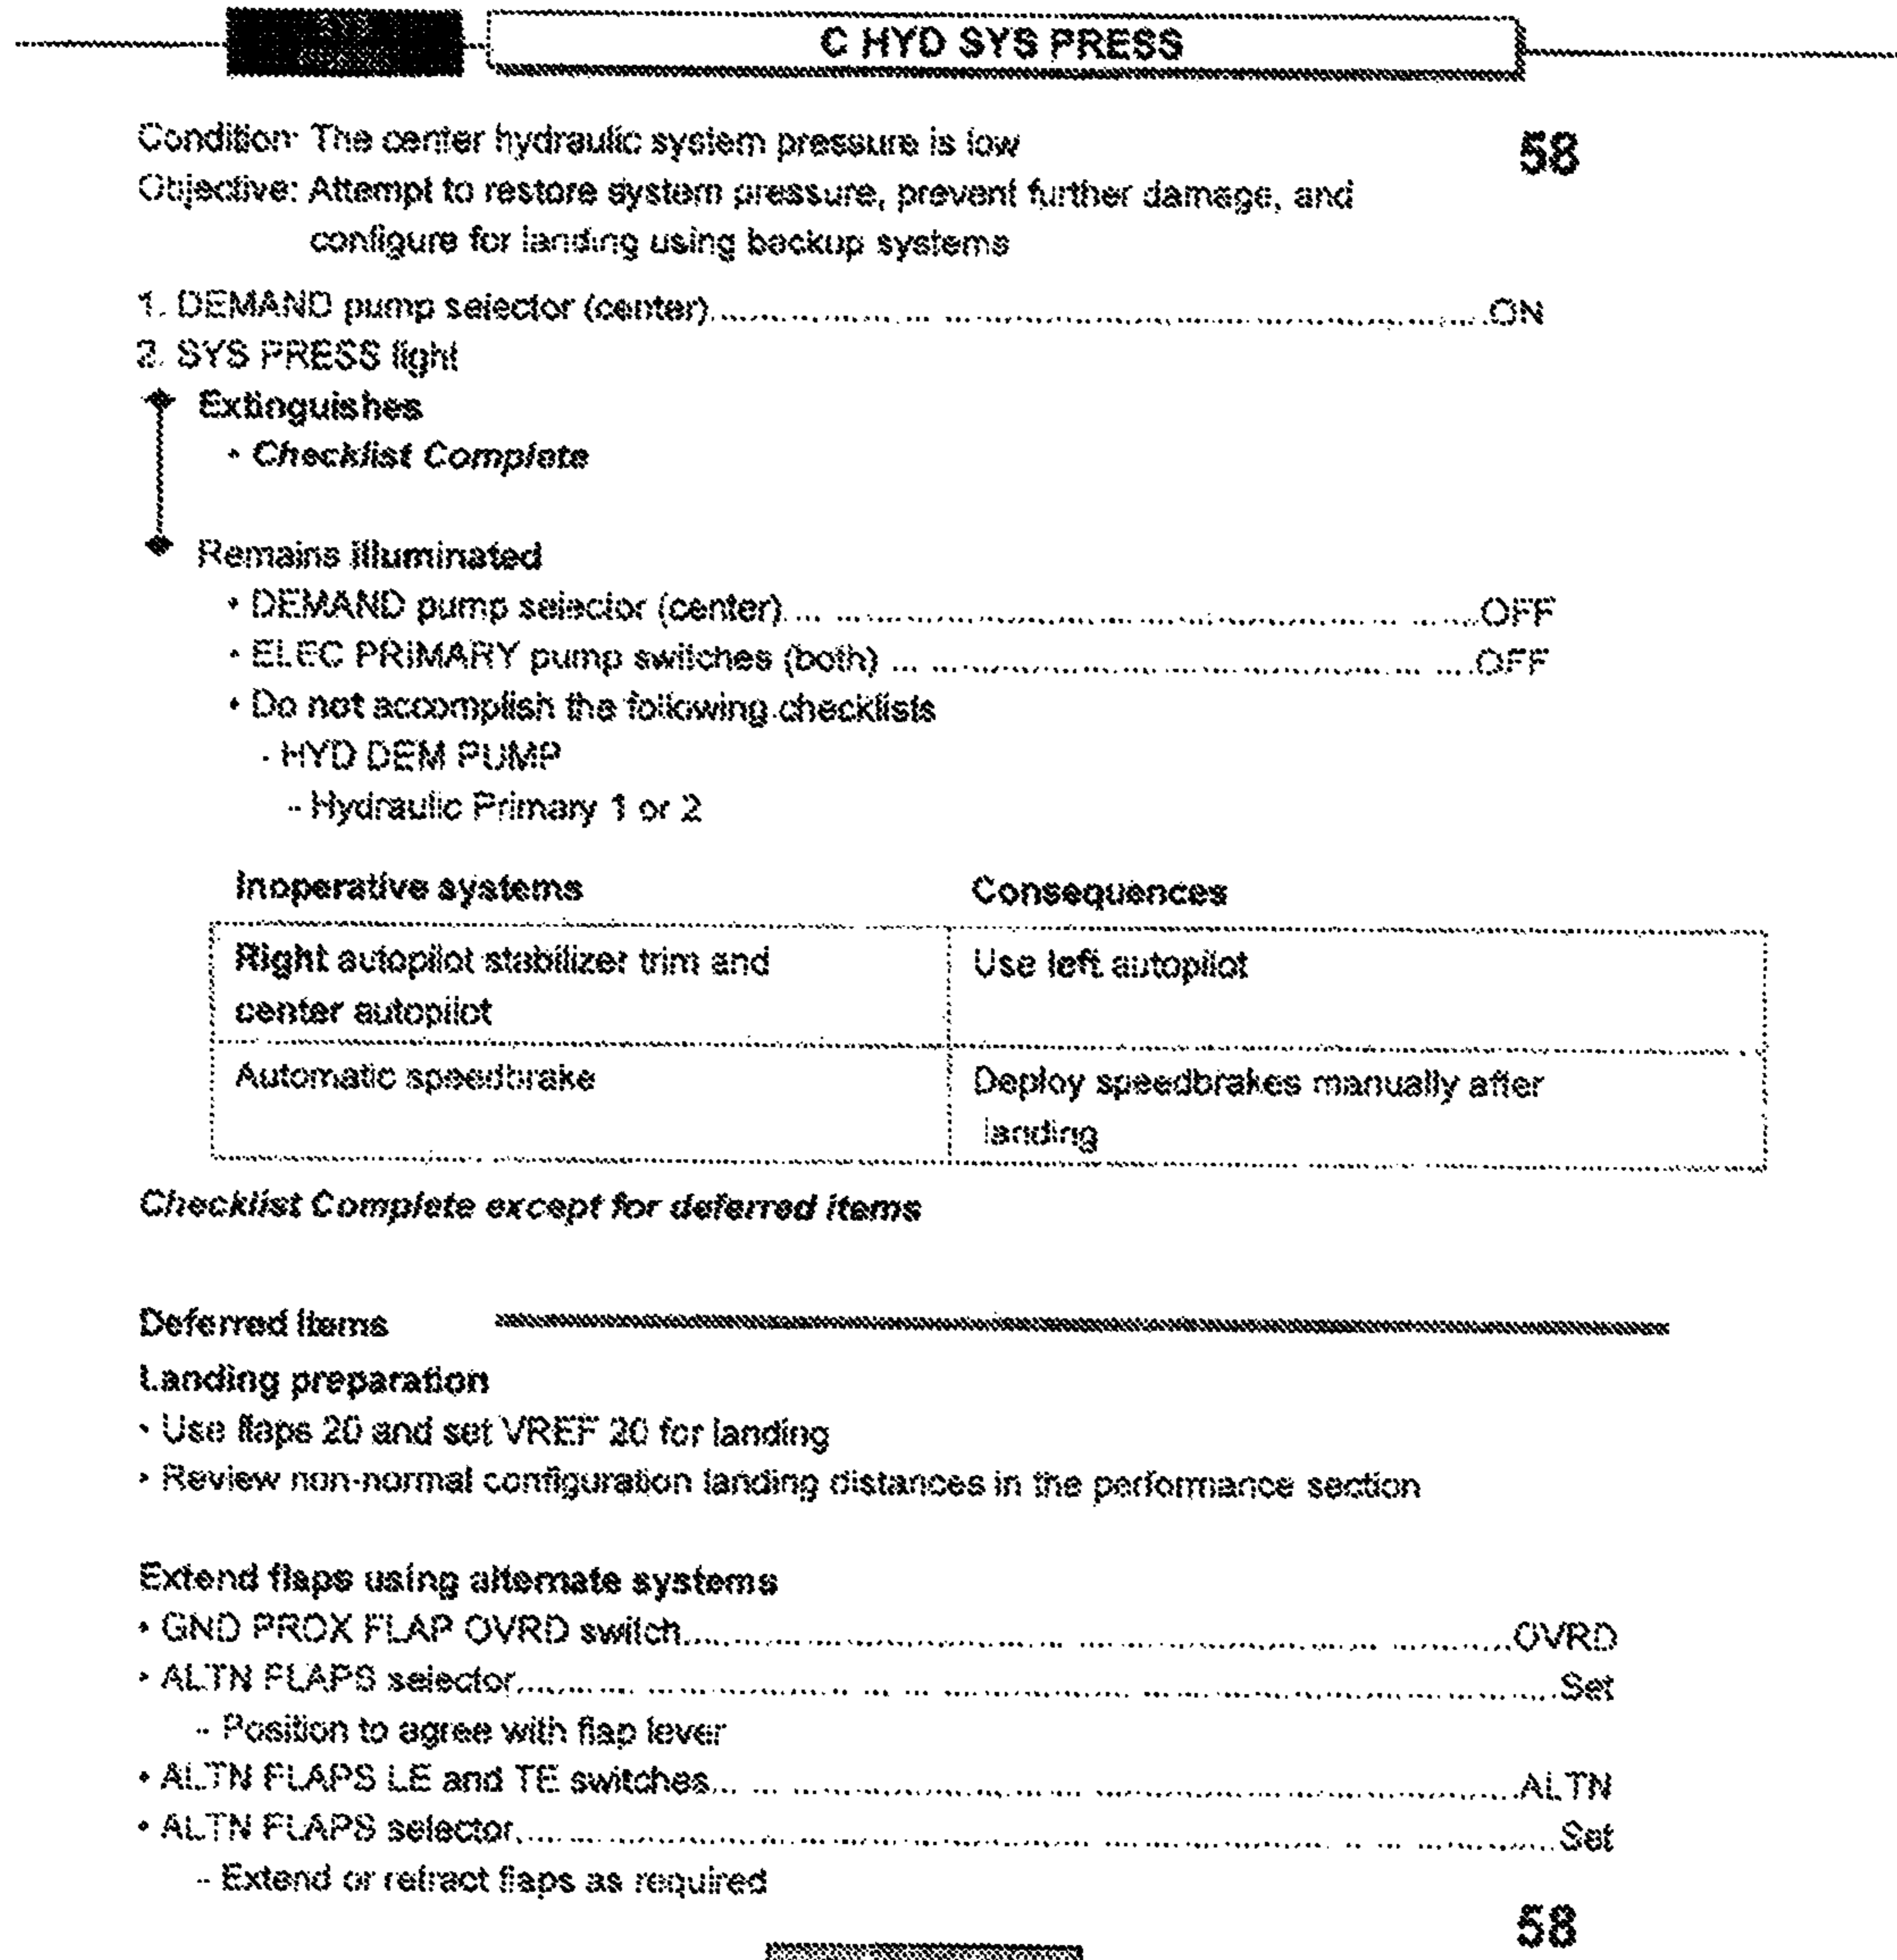 C HYD SYS PRESS
Condition: The center hydraulic system pressure is low
58
Objective: Attempt to restore system pressure, prevent further damage, and
configure for landing using backup systems
1. DEMAND pump selector (center)..........ON
2. SYS PRESS light
Extinguishes
• Checklist Complete
Remains illuminated
• DEMAND pump selector (center)..........OFF
• ELEC PRIMARY pump switches (both) ..........OFF
• Do not accomplish the following checklists
- HYD DEM PUMP
- Hydraulic Primary 1 or 2
Inoperative systems Consequences
Right autopilot stabilizer trim and Use left autopilot
center autopilot
Automatic speedbrake Deploy speedbrakes manually after
landing
Checklist Complete except for deferred items
Deferred Items
Landing preparation
• Use flaps 20 and set VREF 20 for landing
• Review non-normal configuration landing distances in the performance section
Extend flaps using alternate systems
• GND PROX FLAP OVRD switch..........OVRD
• ALTN FLAPS selector..........Set
- Position to agree with flap lever
• ALTN FLAPS LE and TE switches..........ALTN
• ALTN FLAPS selector..........Set
- Extend or retract flaps as required
58